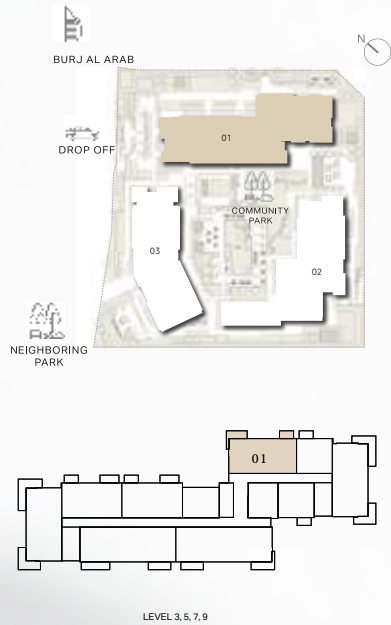 N
BURJ AL ARAB
DROP OFF
01
COMMUNITY
PARK
03
02
NEIGHBORING
PARK
01
LEVEL 3, 5, 7, 9